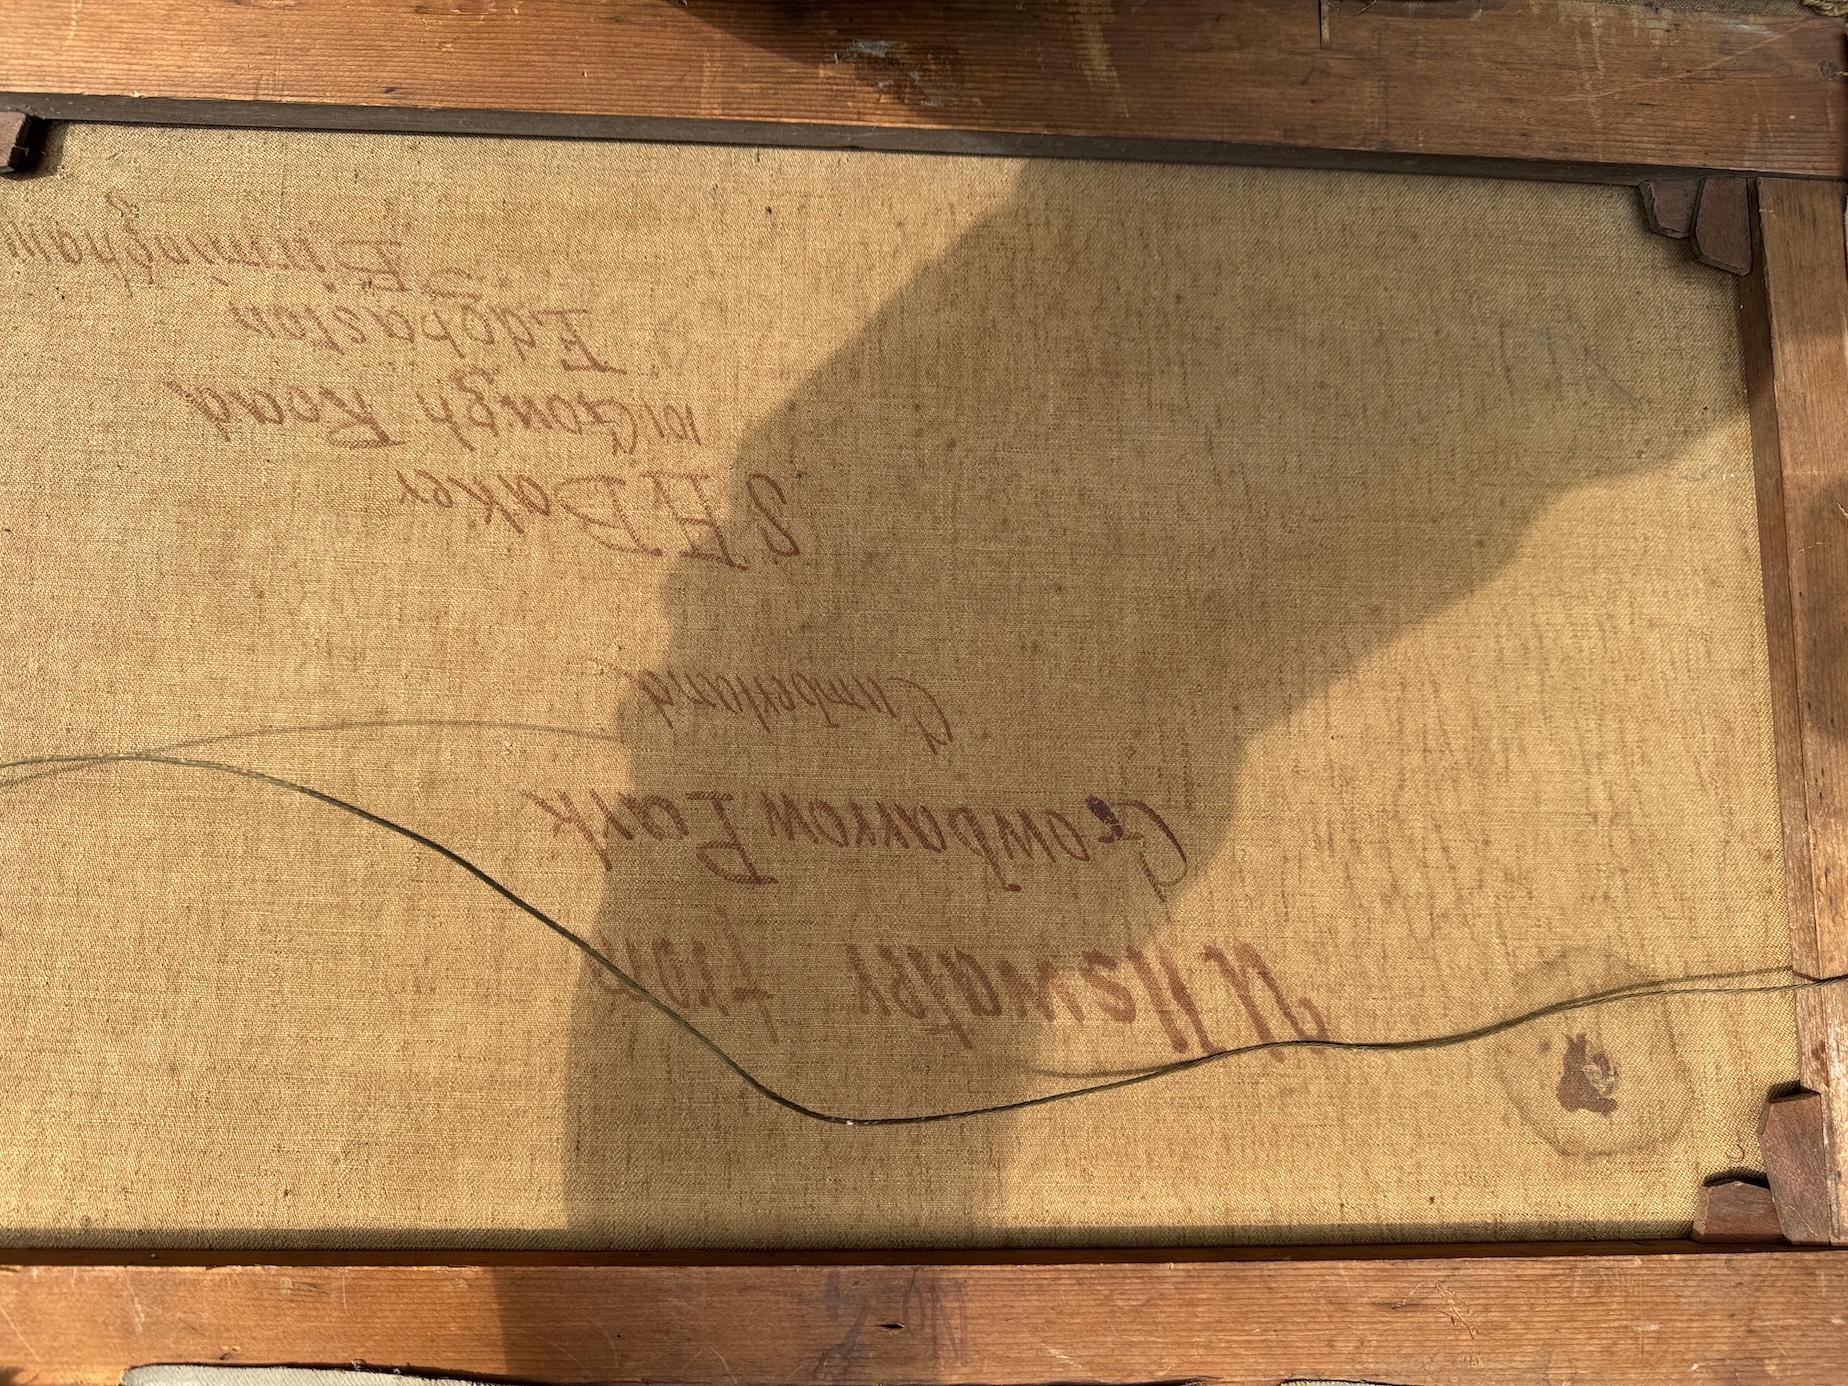 Ullswater from
Gowbarrow Park
Cumberland
S. H Baker
101 Gough Road
Edgbaston
Birmingham